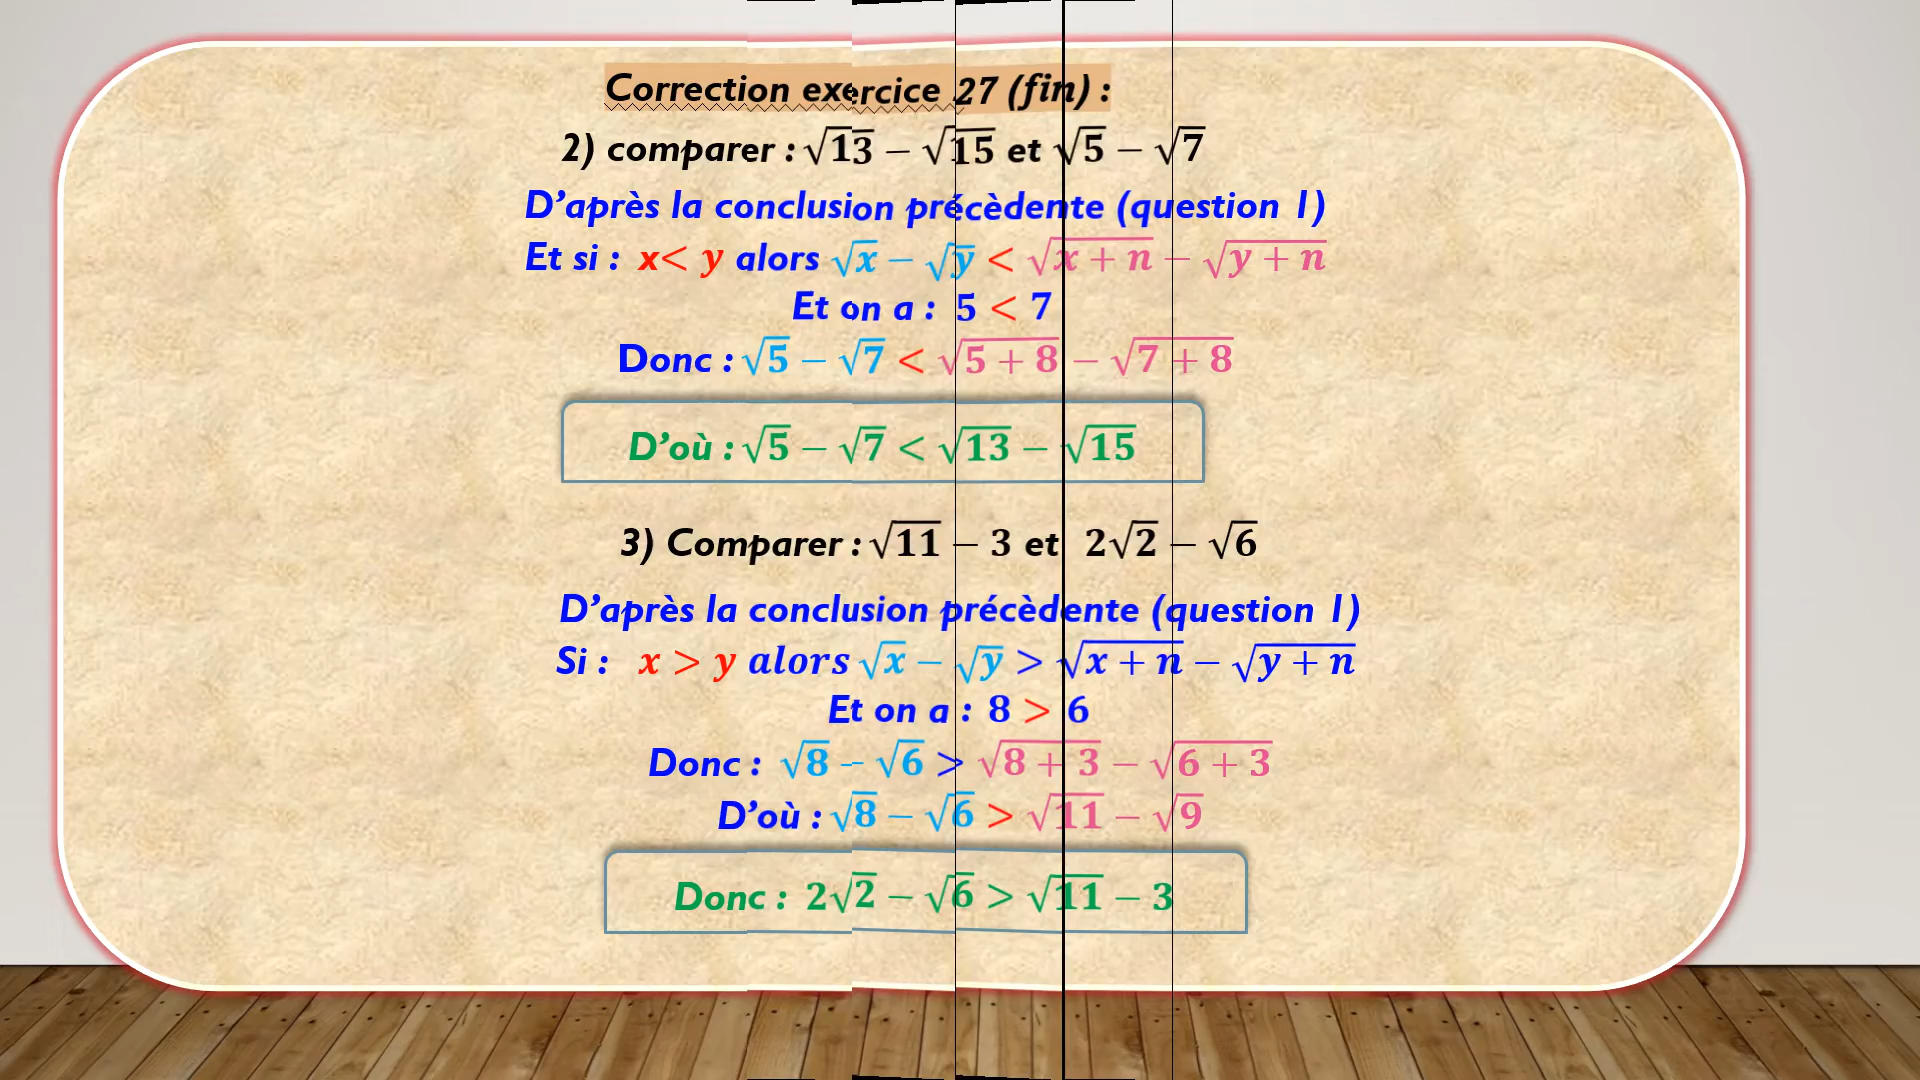 Correction exercice 27 (fin) :
2) comparer : √13 − √15 et √5 − √7
D’après la conclusion précèdente (question 1)
Et si : x< y alors √x − √y < √x + n − √y + n
Et on a : 5 < 7
Donc : √5 − √7 < √5 + 8 − √7 + 8
D’où : √5 − √7 < √13 − √15
3) Comparer : √11 − 3 et 2√2 − √6
D’après la conclusion précèdente (question 1)
Si : x > y alors √x − √y > √x + n − √y + n
Et on a : 8 > 6
Donc : √8 − √6 > √8 + 3 − √6 + 3
D’où : √8 − √6 > √11 − √9
Donc : 2√2 − √6 > √11 − 3